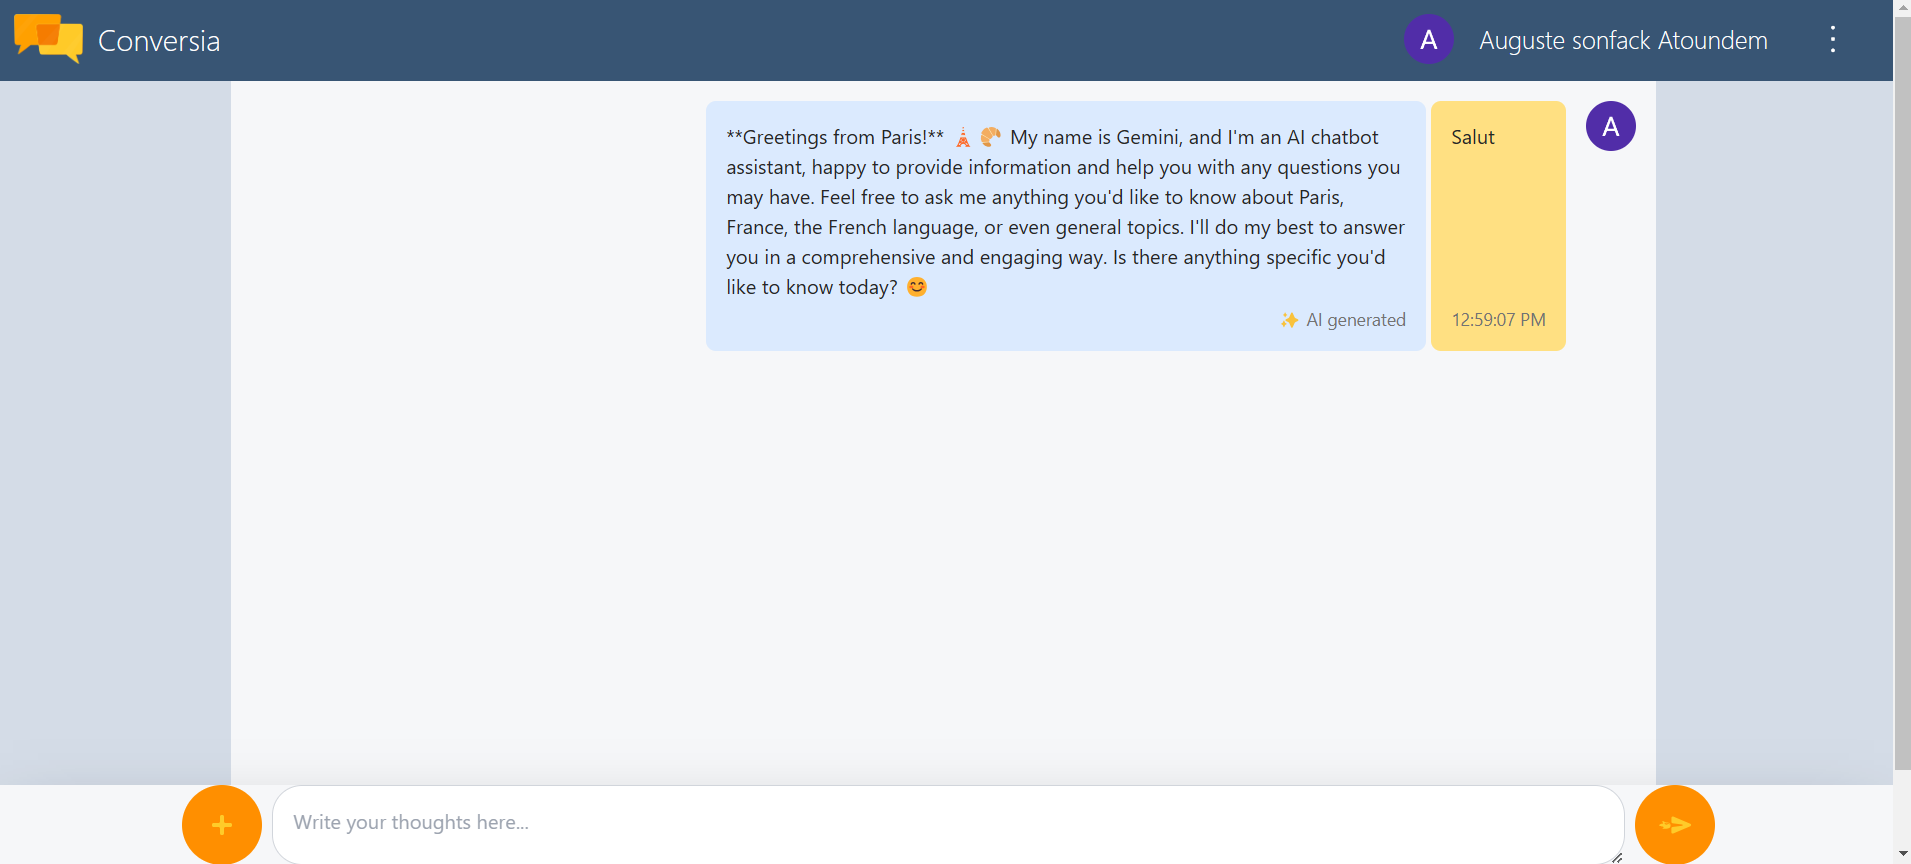 Conversia
A
Auguste sonfack Atoundem
**Greetings from Paris!** 🗼 🥐 My name is Gemini, and I'm an AI chatbot
assistant, happy to provide information and help you with any questions you
may have. Feel free to ask me anything you'd like to know about Paris,
France, the French language, or even general topics. I'll do my best to answer
you in a comprehensive and engaging way. Is there anything specific you'd
like to know today? 😊
✨ AI generated
Salut
12:59:07 PM
A
Write your thoughts here...